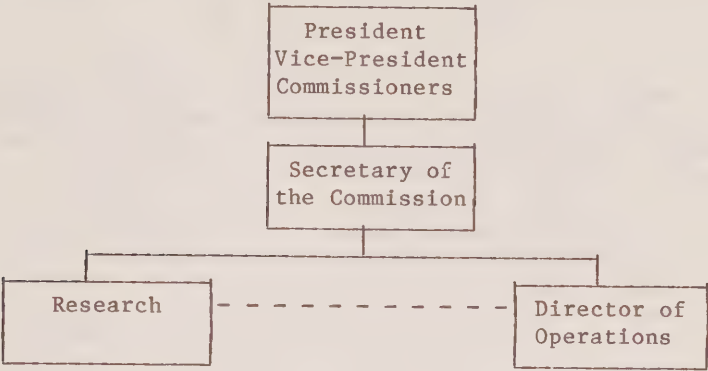 President
Vice-President
Commissioners
Secretary of
the Commission
Research
Director of
Operations